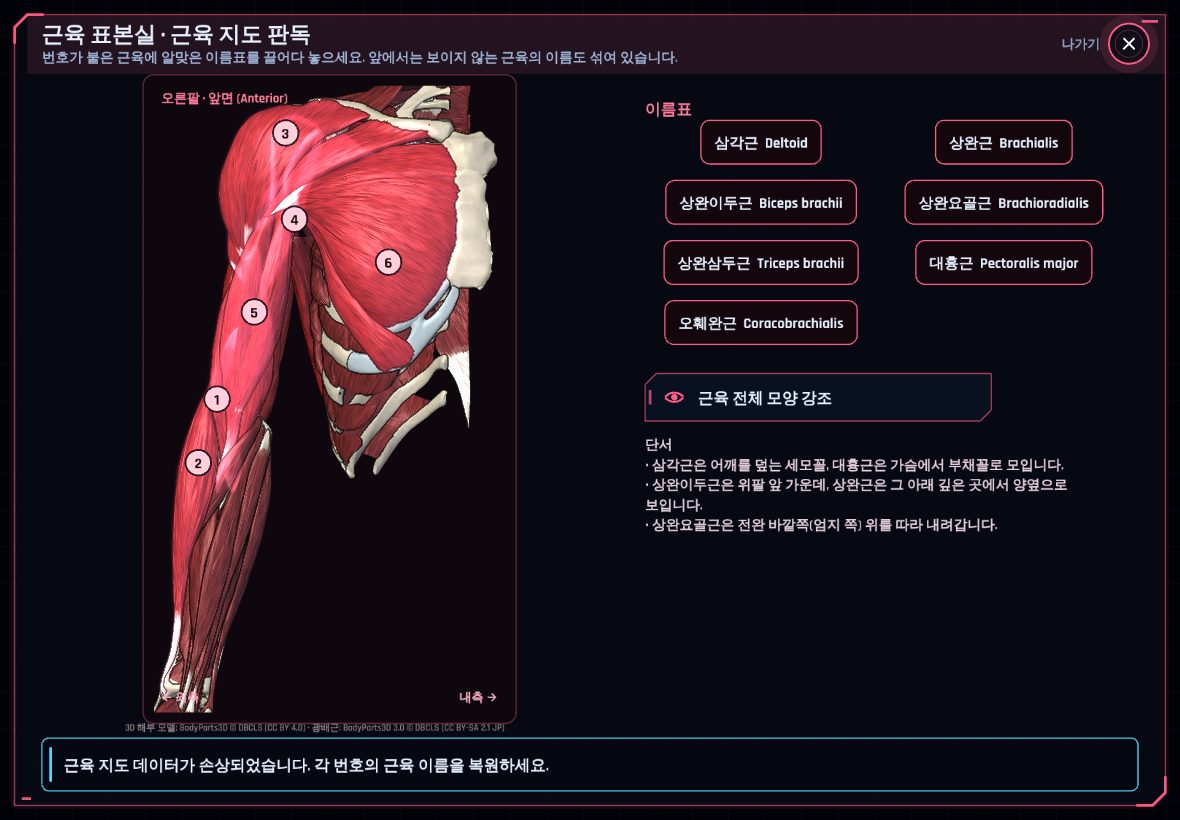 근육 표본실 · 근육 지도 판독
번호가 붙은 근육에 알맞은 이름표를 끌어다 놓으세요. 앞에서는 보이지 않는 근육의 이름도 섞여 있습니다.
나가기
오른팔 · 앞면 (Anterior)
3
4
6
5
1
2
내측 →
3D 해부 모델: BodyParts3D © DBCLS (CC BY 4.0) · 광배근: BodyParts3D 3.0 © DBCLS (CC BY-SA 2.1 JP)
이름표
삼각근 Deltoid
상완근 Brachialis
상완이두근 Biceps brachii
상완요골근 Brachioradialis
상완삼두근 Triceps brachii
대흉근 Pectoralis major
오훼완근 Coracobrachialis
근육 전체 모양 강조
단서
· 삼각근은 어깨를 덮는 세모꼴, 대흉근은 가슴에서 부채꼴로 모입니다.
· 상완이두근은 위팔 앞 가운데, 상완근은 그 아래 깊은 곳에서 양옆으로
보입니다.
· 상완요골근은 전완 바깥쪽(엄지 쪽) 위를 따라 내려갑니다.
근육 지도 데이터가 손상되었습니다. 각 번호의 근육 이름을 복원하세요.